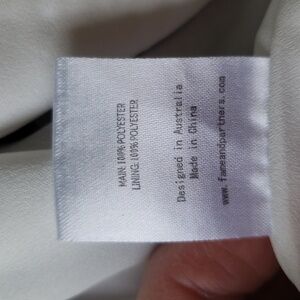 MAIN: 100% POLYESTER
LINING: 100% POLYESTER
Designed in Australia
Made in China
www.fameandpartners.com